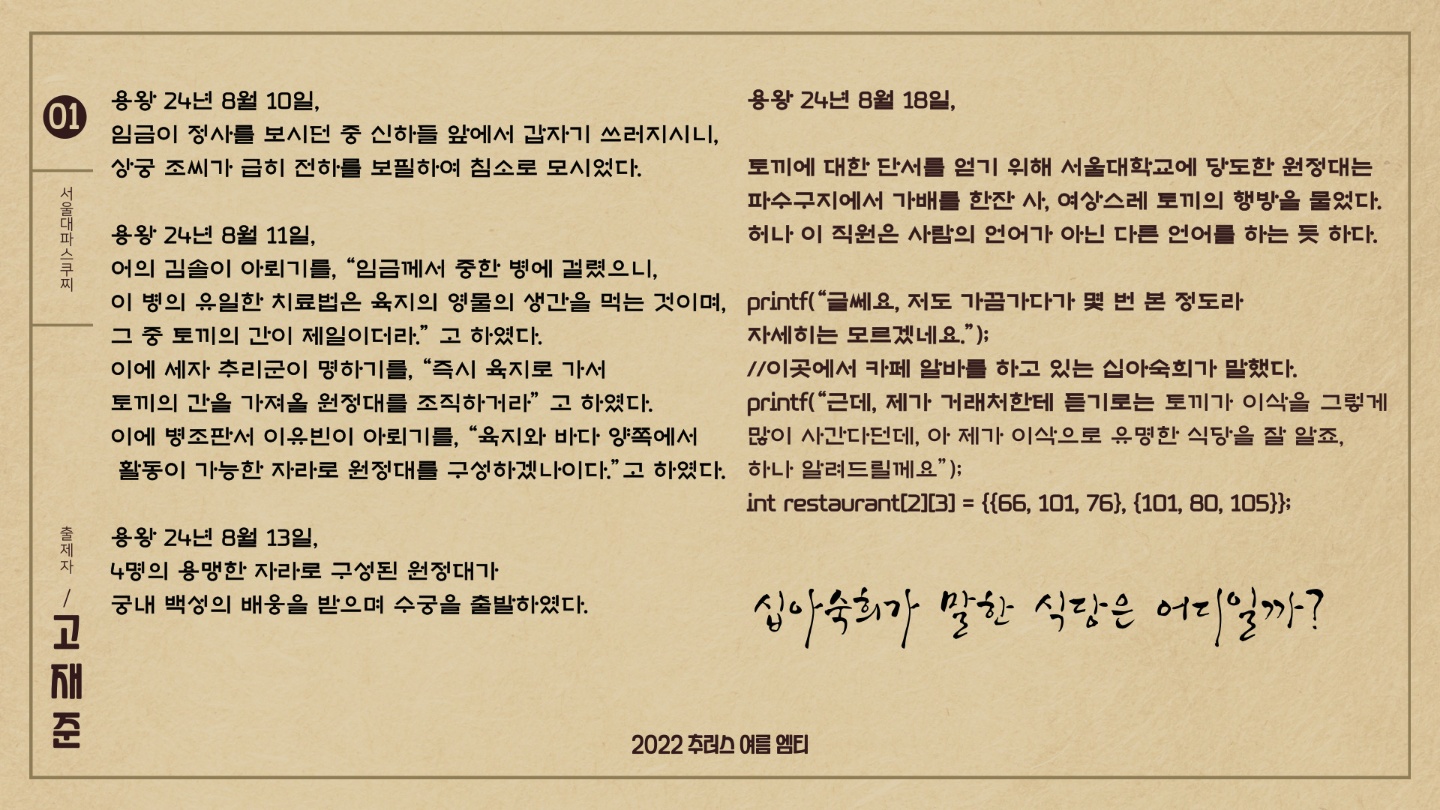 01
서울대파스쿠찌
출제자 / 고재준
용왕 24년 8월 10일,
임금이 정사를 보시던 중 신하들 앞에서 갑자기 쓰러지시니,
상궁 조씨가 급히 전하를 보필하여 침소로 모시었다.
용왕 24년 8월 11일,
어의 김솔이 아뢰기를, “임금께서 중한 병에 걸렸으니,
이 병의 유일한 치료법은 육지의 영물의 생간을 먹는 것이며,
그 중 토끼의 간이 제일이더라.” 고 하였다.
이에 세자 추리군이 명하기를, “즉시 육지로 가서
토끼의 간을 가져올 원정대를 조직하거라” 고 하였다.
이에 병조판서 이유빈이 아뢰기를, “육지와 바다 양쪽에서
활동이 가능한 자라로 원정대를 구성하겠나이다.”고 하였다.
용왕 24년 8월 13일,
4명의 용맹한 자라로 구성된 원정대가
궁내 백성의 배웅을 받으며 수궁을 출발하였다.
용왕 24년 8월 18일,
토끼에 대한 단서를 얻기 위해 서울대학교에 당도한 원정대는
파수구지에서 가배를 한잔 사, 여상스레 토끼의 행방을 물었다.
허나 이 직원은 사람의 언어가 아닌 다른 언어를 하는 듯 하다.
printf(“글쎄요, 저도 가끔가다가 몇 번 본 정도라
자세히는 모르겠네요.”);
//이곳에서 카페 알바를 하고 있는 십아숙희가 말했다.
printf(“근데, 제가 거래처한테 듣기로는 토끼가 이삭을 그렇게
많이 사간다던데, 아 제가 이삭으로 유명한 식당을 잘 알죠,
하나 알려드릴께요”);
int restaurant[2][3] = {{66, 101, 76}, {101, 80, 105}};
십아숙희가 말한 식당은 어디일까?
2022 추리스 여름 엠티